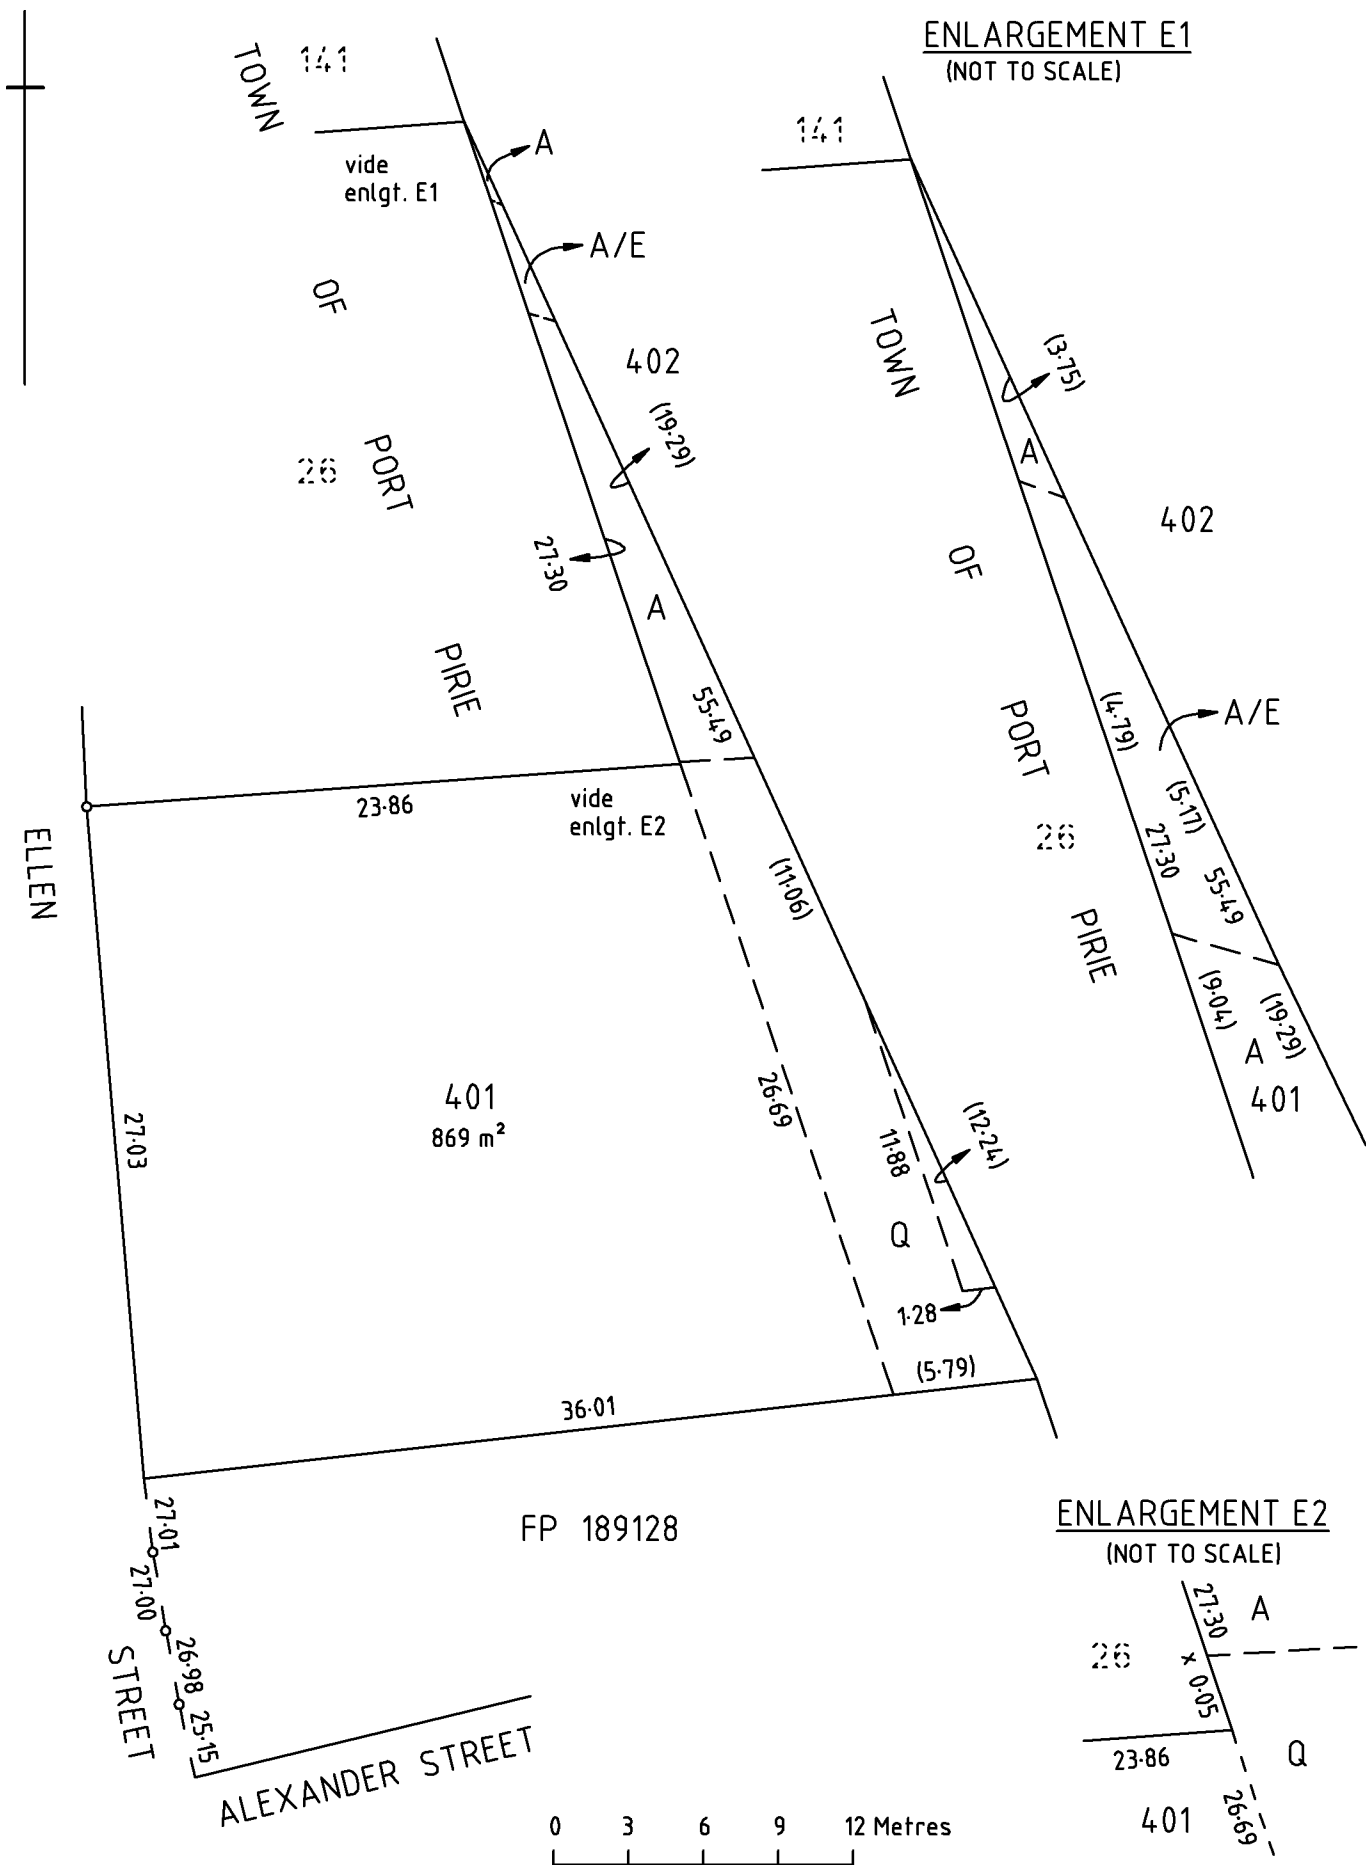 ENLARGEMENT E1
(NOT TO SCALE)
TOWN
141
A
vide
enlgt. E1
A/E
OF
402
(19·29)
26
PORT
27·30
A
PIRIE
55·49
23·86
vide
enlgt. E2
ELLEN
(11·06)
401
869 m²
27·03
26·69
11·88
(12·24)
Q
1·28
(5·79)
36·01
FP 189128
27·01
27·00
26·98
25·15
STREET
ALEXANDER STREET
0 3 6 9 12 Metres
141
TOWN
(3·75)
A
402
OF
PORT
(4·79)
A/E
(5·17)
26
27·30
55·49
PIRIE
(9·04)
(19·29)
A
401
ENLARGEMENT E2
(NOT TO SCALE)
27·30
A
26
x 0·05
23·86
Q
401
26·69